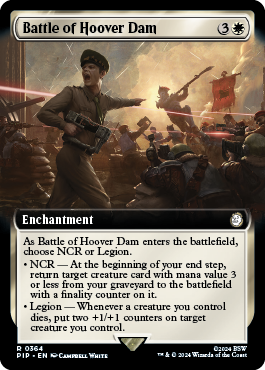 Battle of Hoover Dam 3
Enchantment
As Battle of Hoover Dam enters the battlefield,
choose NCR or Legion.
• NCR — At the beginning of your end step,
return target creature card with mana value 3
or less from your graveyard to the battlefield
with a finality counter on it.
• Legion — Whenever a creature you control
dies, put two +1/+1 counters on target
creature you control.
R 0364
PIP • EN Campbell White
©2024 BSW
™ & © 2024 Wizards of the Coast